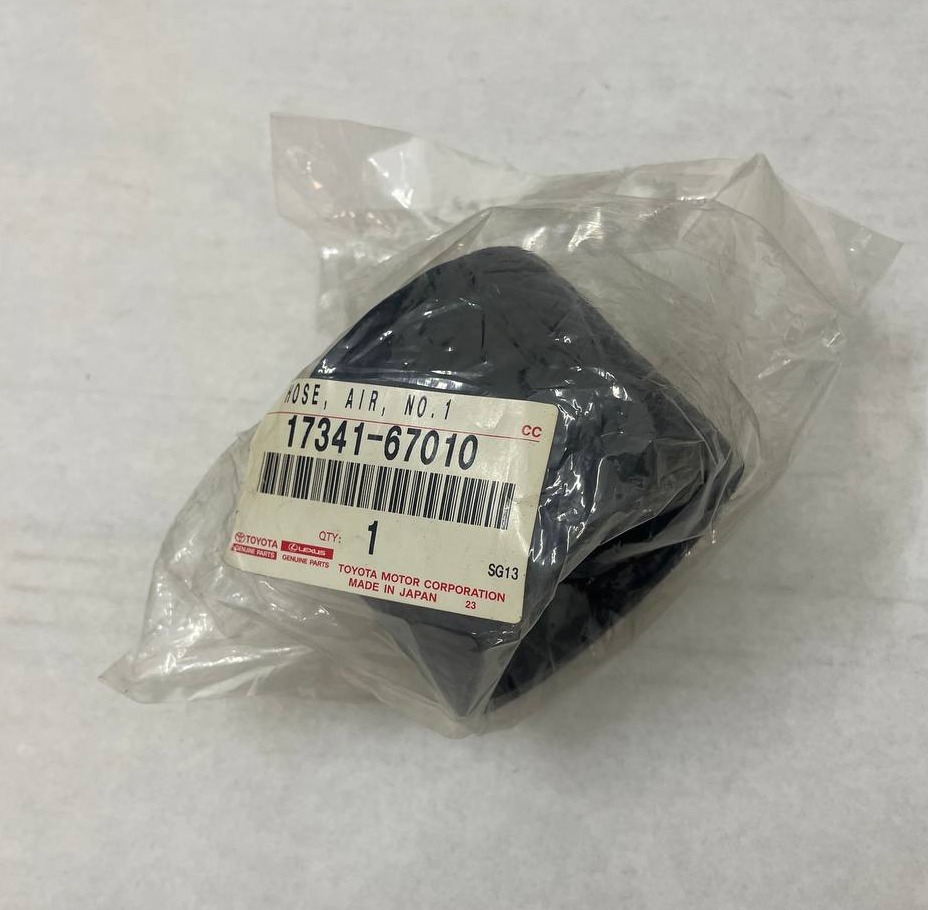 HOSE, AIR, NO.1
CC
17341-67010
QTY: 1
TOYOTA
GENUINE PARTS
LEXUS
GENUINE PARTS
SG13
TOYOTA MOTOR CORPORATION
MADE IN JAPAN 23